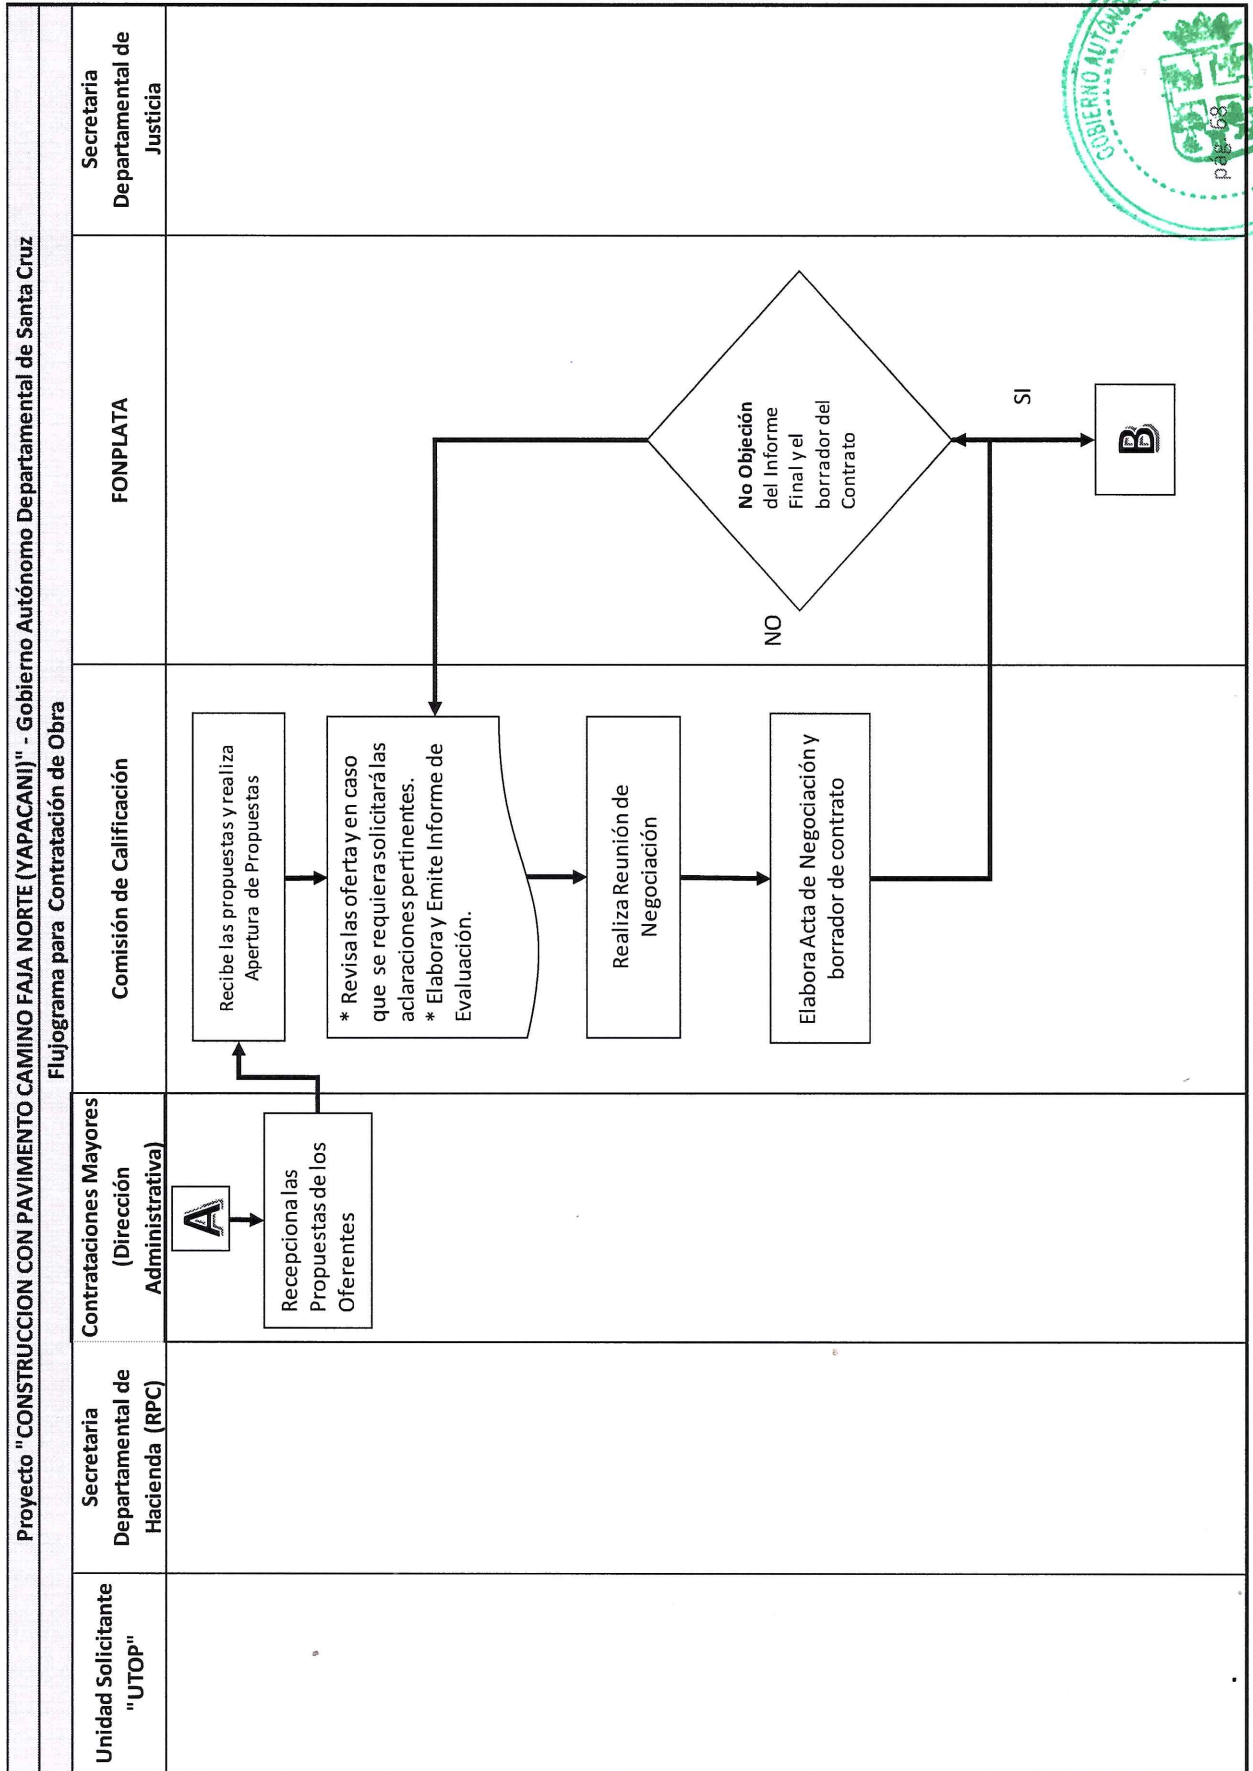 Proyecto "CONSTRUCCION CON PAVIMENTO CAMINO FAJA NORTE (YAPACANI)" - Gobierno Autónomo Departamental de Santa Cruz
Flujograma para Contratación de Obra
Unidad Solicitante
"UTOP"
Secretaria
Departamental de
Hacienda (RPC)
Contrataciones Mayores
(Dirección
Administrativa)
Comisión de Calificación
FONPLATA
Secretaria
Departamental de
Justicia
A
Recepciona las
Propuestas de los
Oferentes
Recibe las propuestas y realiza
Apertura de Propuestas
* Revisa las oferta y en caso
que se requiera solicitará las
aclaraciones pertinentes.
* Elabora y Emite Informe de
Evaluación.
Realiza Reunión de
Negociación
Elabora Acta de Negociación y
borrador de contrato
NO
No Objeción
del Informe
Final y el
borrador del
Contrato
SI
B
GOBIERNO AUTÓNOMO
pág. 68